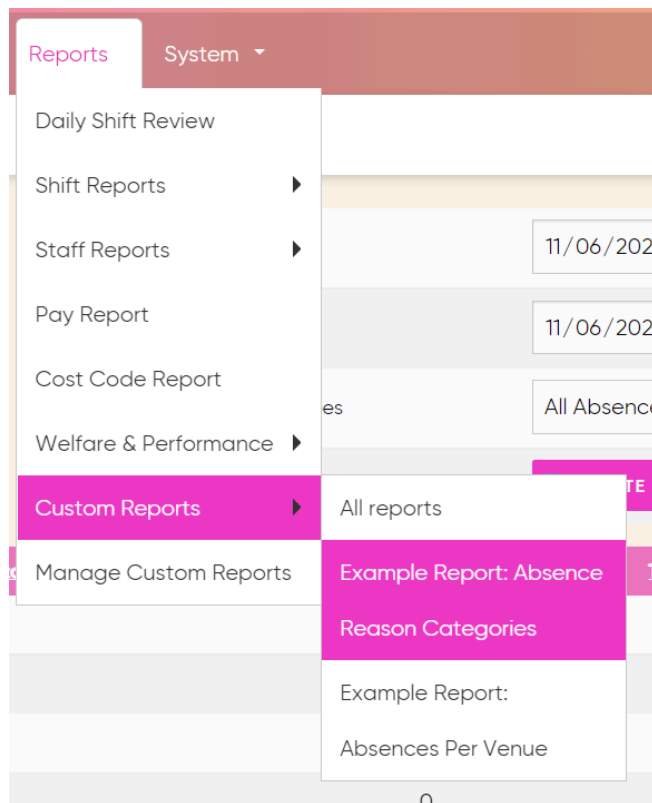 Reports System
Daily Shift Review
Shift Reports
Staff Reports
11/06/202
Pay Report
11/06/202
Cost Code Report
es
All Absence
Welfare & Performance
TE
Custom Reports
All reports
Manage Custom Reports
Example Report: Absence
Reason Categories
Example Report:
Absences Per Venue